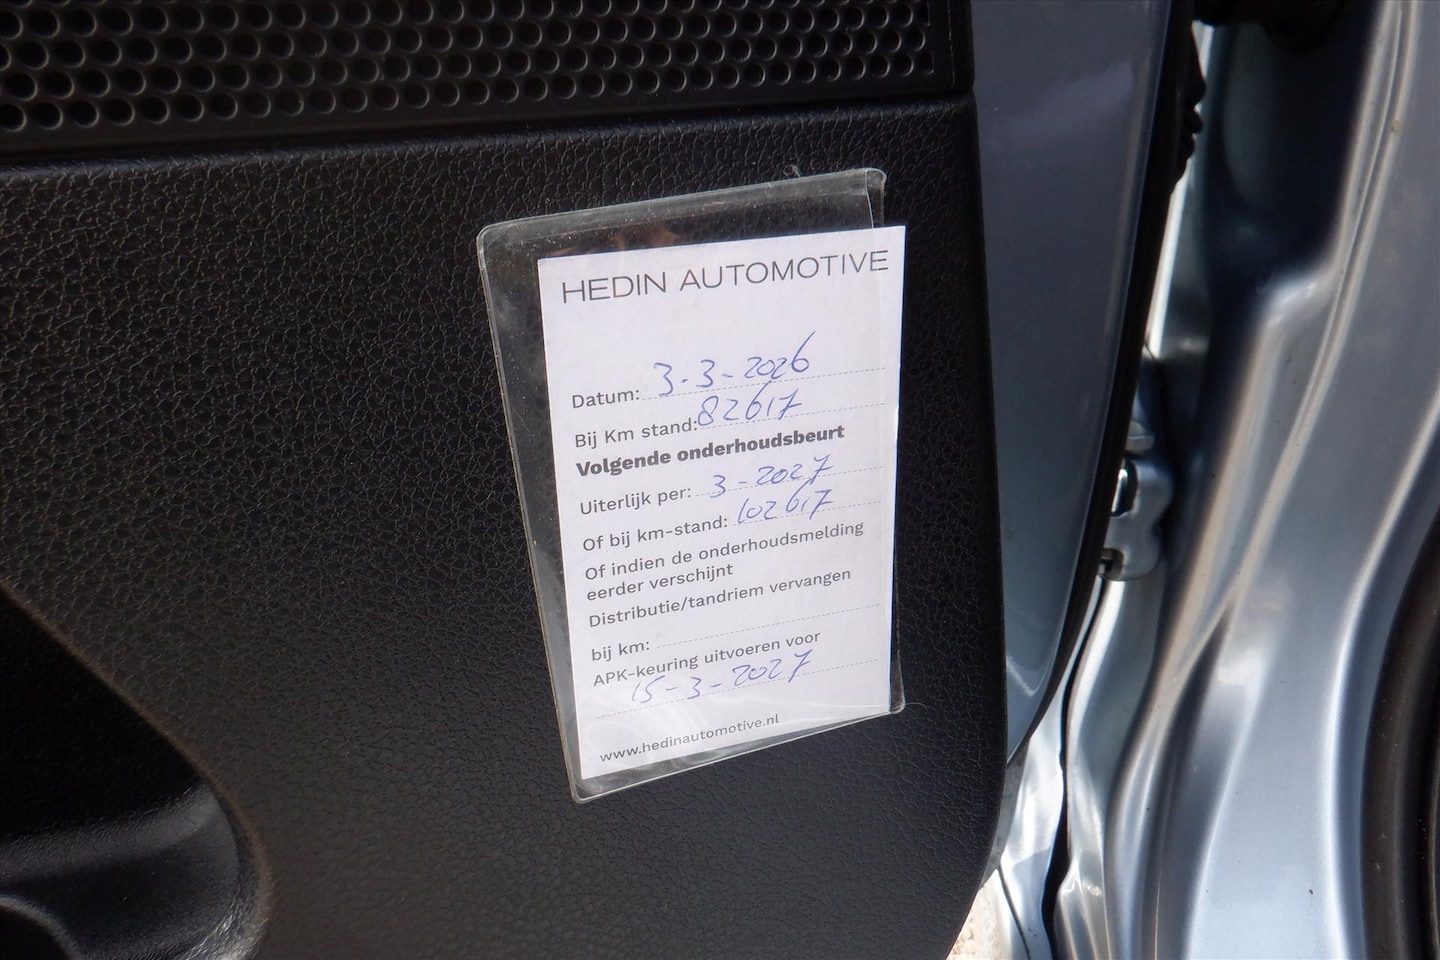 HEDIN AUTOMOTIVE
Datum: 3-3-2026
Bij Km stand: 82617
Volgende onderhoudsbeurt
Uiterlijk per: 3-2027
Of bij km-stand: 102617
Of indien de onderhoudsmelding
eerder verschijnt
Distributie/tandriem vervangen
bij km:
APK-keuring uitvoeren voor
15-3-2027
www.hedinautomotive.nl